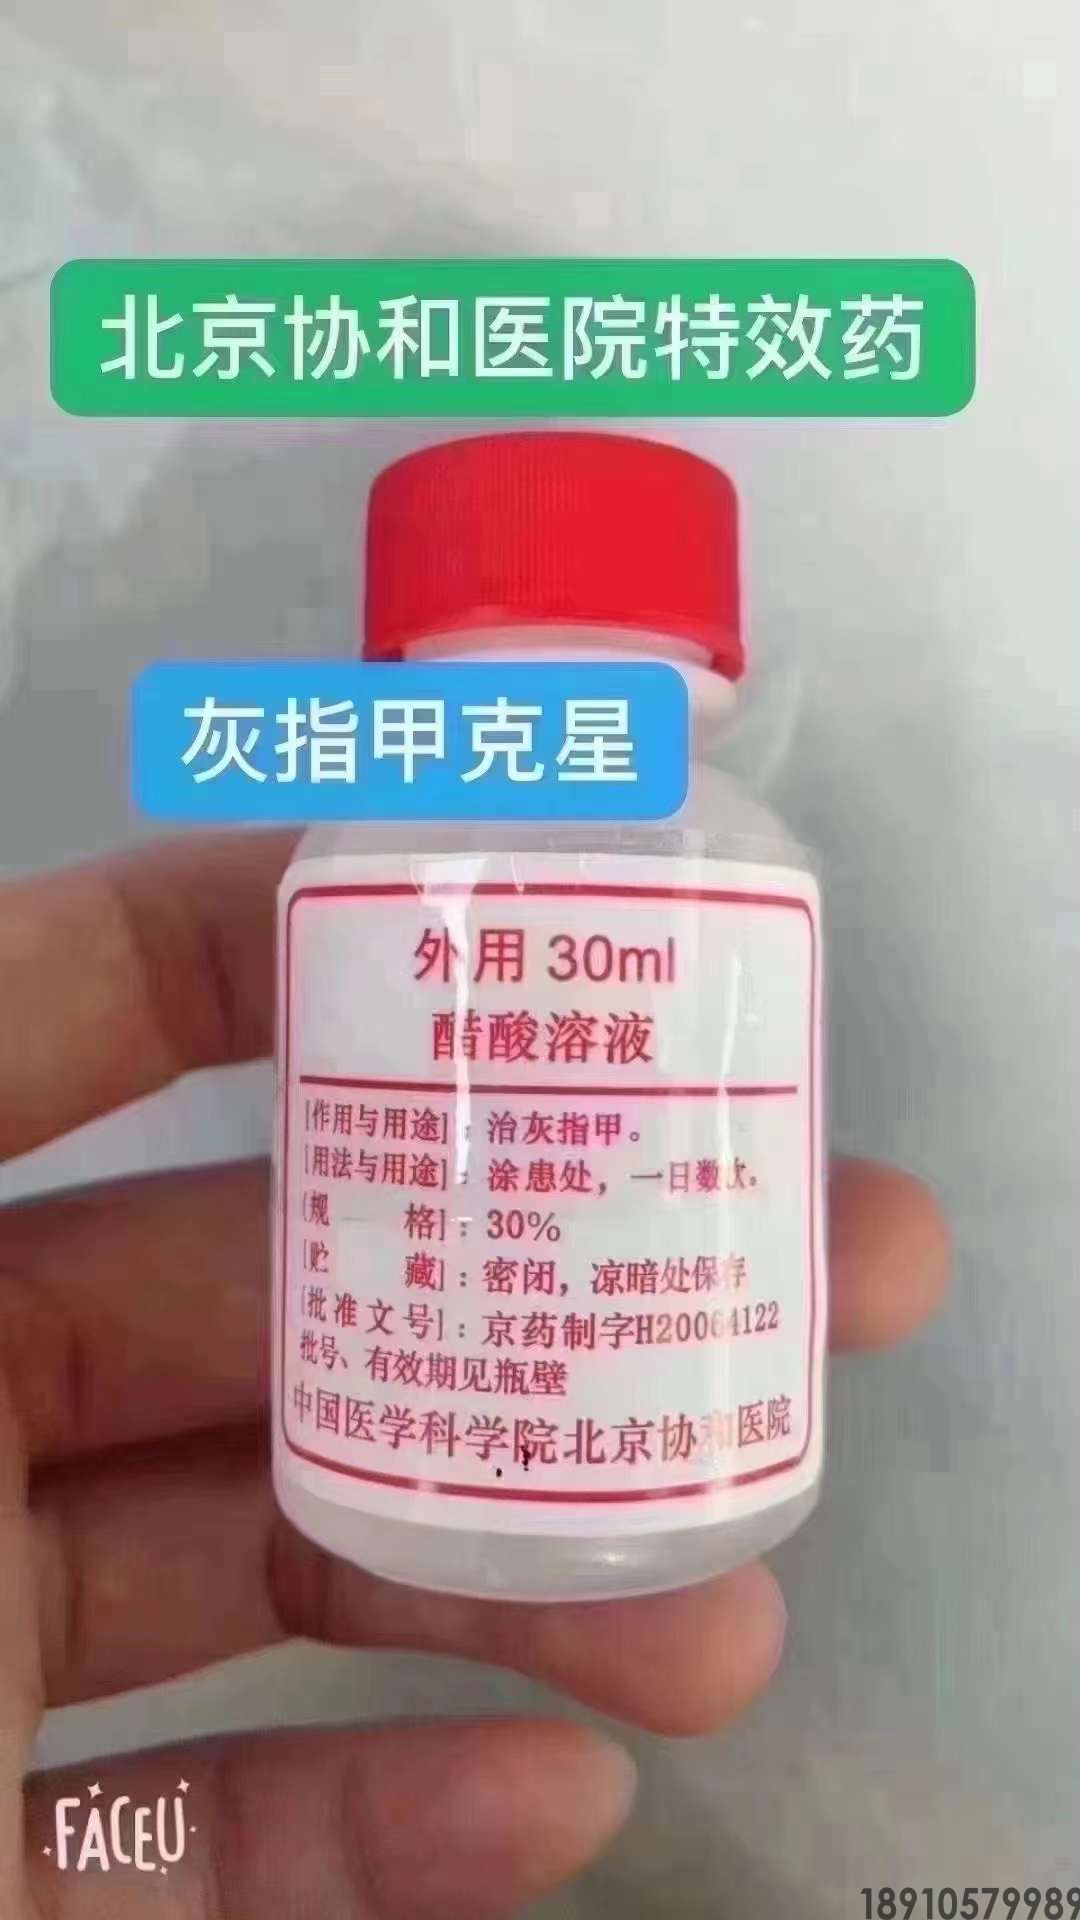 北京协和医院特效药
灰指甲克星
外用 30ml
醋酸溶液
[作用与用途]:治灰指甲。
[用法与用途]:涂患处,一日数次。
[规 格]:30%
[贮 藏]:密闭,凉暗处保存
[批准文号]:京药制字H20064122
批号、有效期见瓶壁
中国医学科学院北京协和医院
FACEU
18910579989